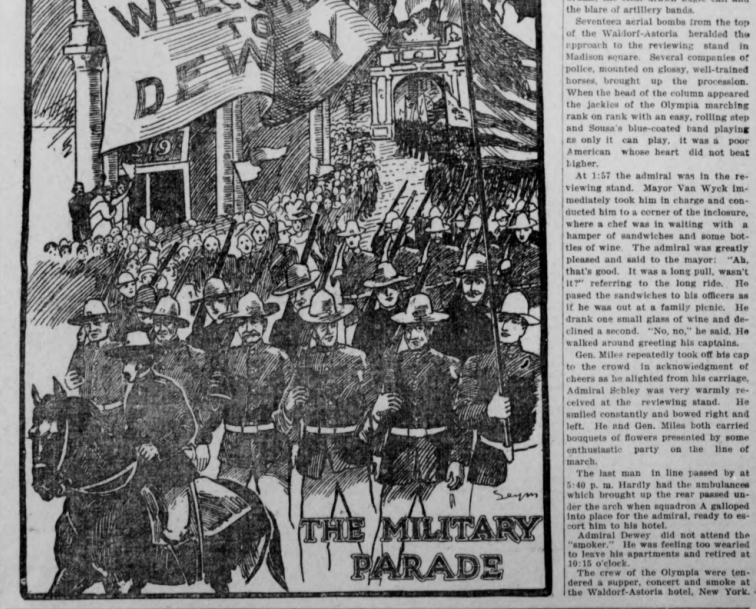 WELCOME
TO
DEWEY
219
Seym
THE MILITARY
PARADE
the blare of artillery bands.
Seventeen aerial bombs from the top
of the Waldorf-Astoria heralded the
approach to the reviewing stand in
Madison square. Several companies of
police, mounted on glossy, well-trained
horses, brought up the procession.
When the head of the column appeared
the jackies of the Olympia marching
rank on rank with an easy, rolling step
and Sousa's blue-coated band playing
as only it can play, it was a poor
American whose heart did not beat
higher.
At 1:57 the admiral was in the re-
viewing stand. Mayor Van Wyck im-
mediately took him in charge and con-
ducted him to a corner of the inclosure,
where a chef was in waiting with a
hamper of sandwiches and some bot-
tles of wine. The admiral was greatly
pleased and said to the mayor: "Ah,
that's good. It was a long pull, wasn't
it?" referring to the long ride. He
pased the sandwiches to his officers as
if he was out at a family picnic. He
drank one small glass of wine and de-
clined a second. "No, no," he said. He
walked around greeting his captains.
Gen. Miles repeatedly took off his cap
to the crowd in acknowledgment of
cheers as he alighted from his carriage.
Admiral Schley was very warmly re-
ceived at the reviewing stand. He
smiled constantly and bowed right and
left. He and Gen. Miles both carried
bouquets of flowers presented by some
enthusiastic party on the line of
march.
The last man in line passed by at
5:40 p. m. Hardly had the ambulances
which brought up the rear passed un-
der the arch when squadron A galloped
into place for the admiral, ready to es-
cort him to his hotel.
Admiral Dewey did not attend the
"smoker." He was feeling too wearied
to leave his apartments and retired at
10:15 o'clock.
The crew of the Olympia were ten-
dered a supper, concert and smoke at
the Waldorf-Astoria hotel, New York.